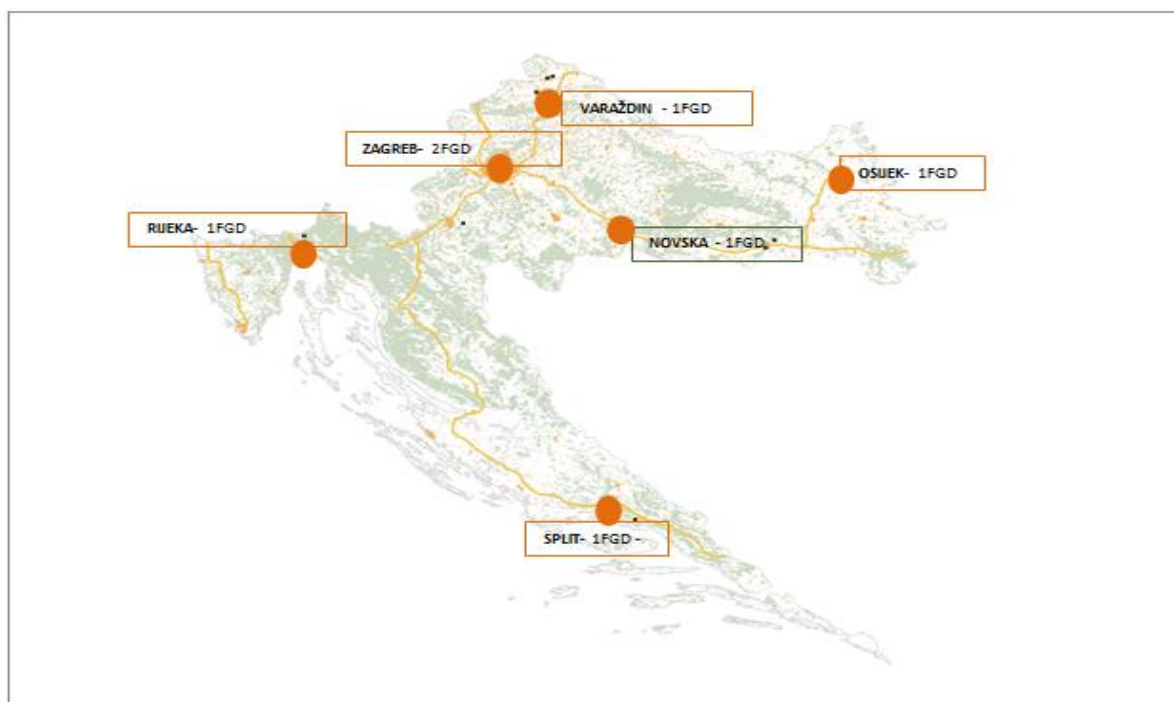 VARAŽDIN - 1FGD
ZAGREB- 2FGD
OSIJEK- 1FGD
RIJEKA- 1FGD
NOVSKA - 1FGD
SPLIT- 1FGD -